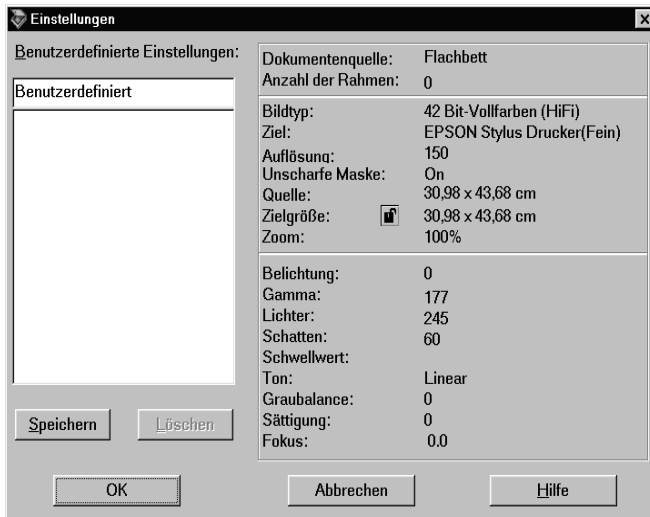 Einstellungen
Benutzerdefinierte Einstellungen:
Benutzerdefiniert
Speichern
Löschen
Dokumentenquelle: Flachbett
Anzahl der Rahmen: 0
Bildtyp: 42 Bit-Vollfarben (HiFi)
Ziel: EPSON Stylus Drucker(Fein)
Auflösung: 150
Unscharfe Maske: On
Quelle: 30,98 x 43,68 cm
Zielgröße: 30,98 x 43,68 cm
Zoom: 100%
Belichtung: 0
Gamma: 177
Lichter: 245
Schatten: 60
Schwellwert:
Ton: Linear
Graubalance: 0
Sättigung: 0
Fokus: 0.0
OK
Abbrechen
Hilfe